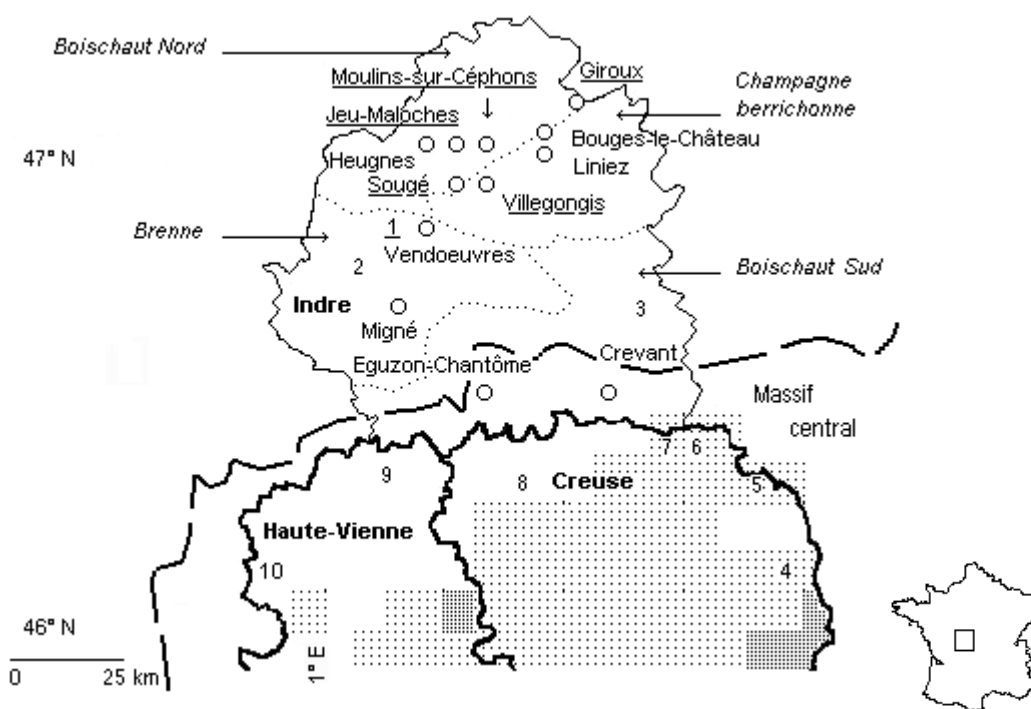 Boischaut Nord
Moulins-sur-Céphons
Giroux
Champagne
berrichonne
Jeu-Maloches
47° N
Heugnes
Bouges-le-Château
Liniez
Sougé
Villegongis
Brenne
1
Vendoeuvres
2
Boischaut Sud
Indre
3
Migné
Eguzon-Chantôme
Crevant
Massif
central
7
6
9
8
Creuse
5
Haute-Vienne
10
4
46° N
1° E
0
25 km